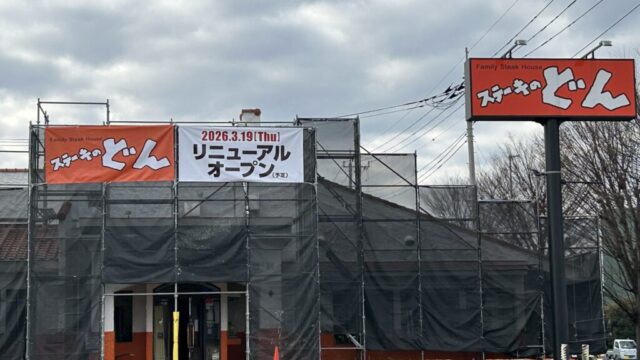 Family Steak House
ステーキのどん
2026.3.19[Thu]
リニューアル
オープン(予定)
Family Steak House
ステーキのどん